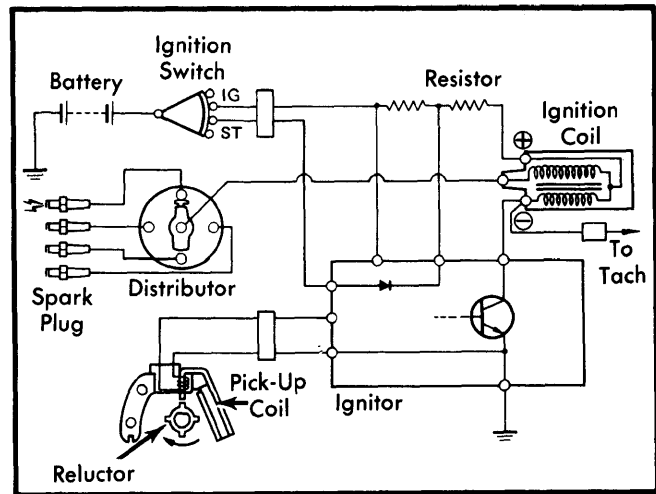 Ignition
Switch
Battery
IG
ST
Resistor
Ignition
Coil
+
−
To
Tach
Spark
Plug
Distributor
Pick-Up
Coil
Ignitor
Reluctor